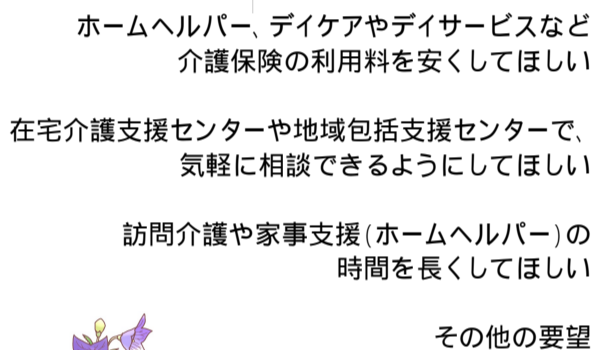 ホームヘルパー、デイケアやデイサービスなど
介護保険の利用料を安くしてほしい
在宅介護支援センターや地域包括支援センターで、
気軽に相談できるようにしてほしい
訪問介護や家事支援(ホームヘルパー)の
時間を長くしてほしい
その他の要望